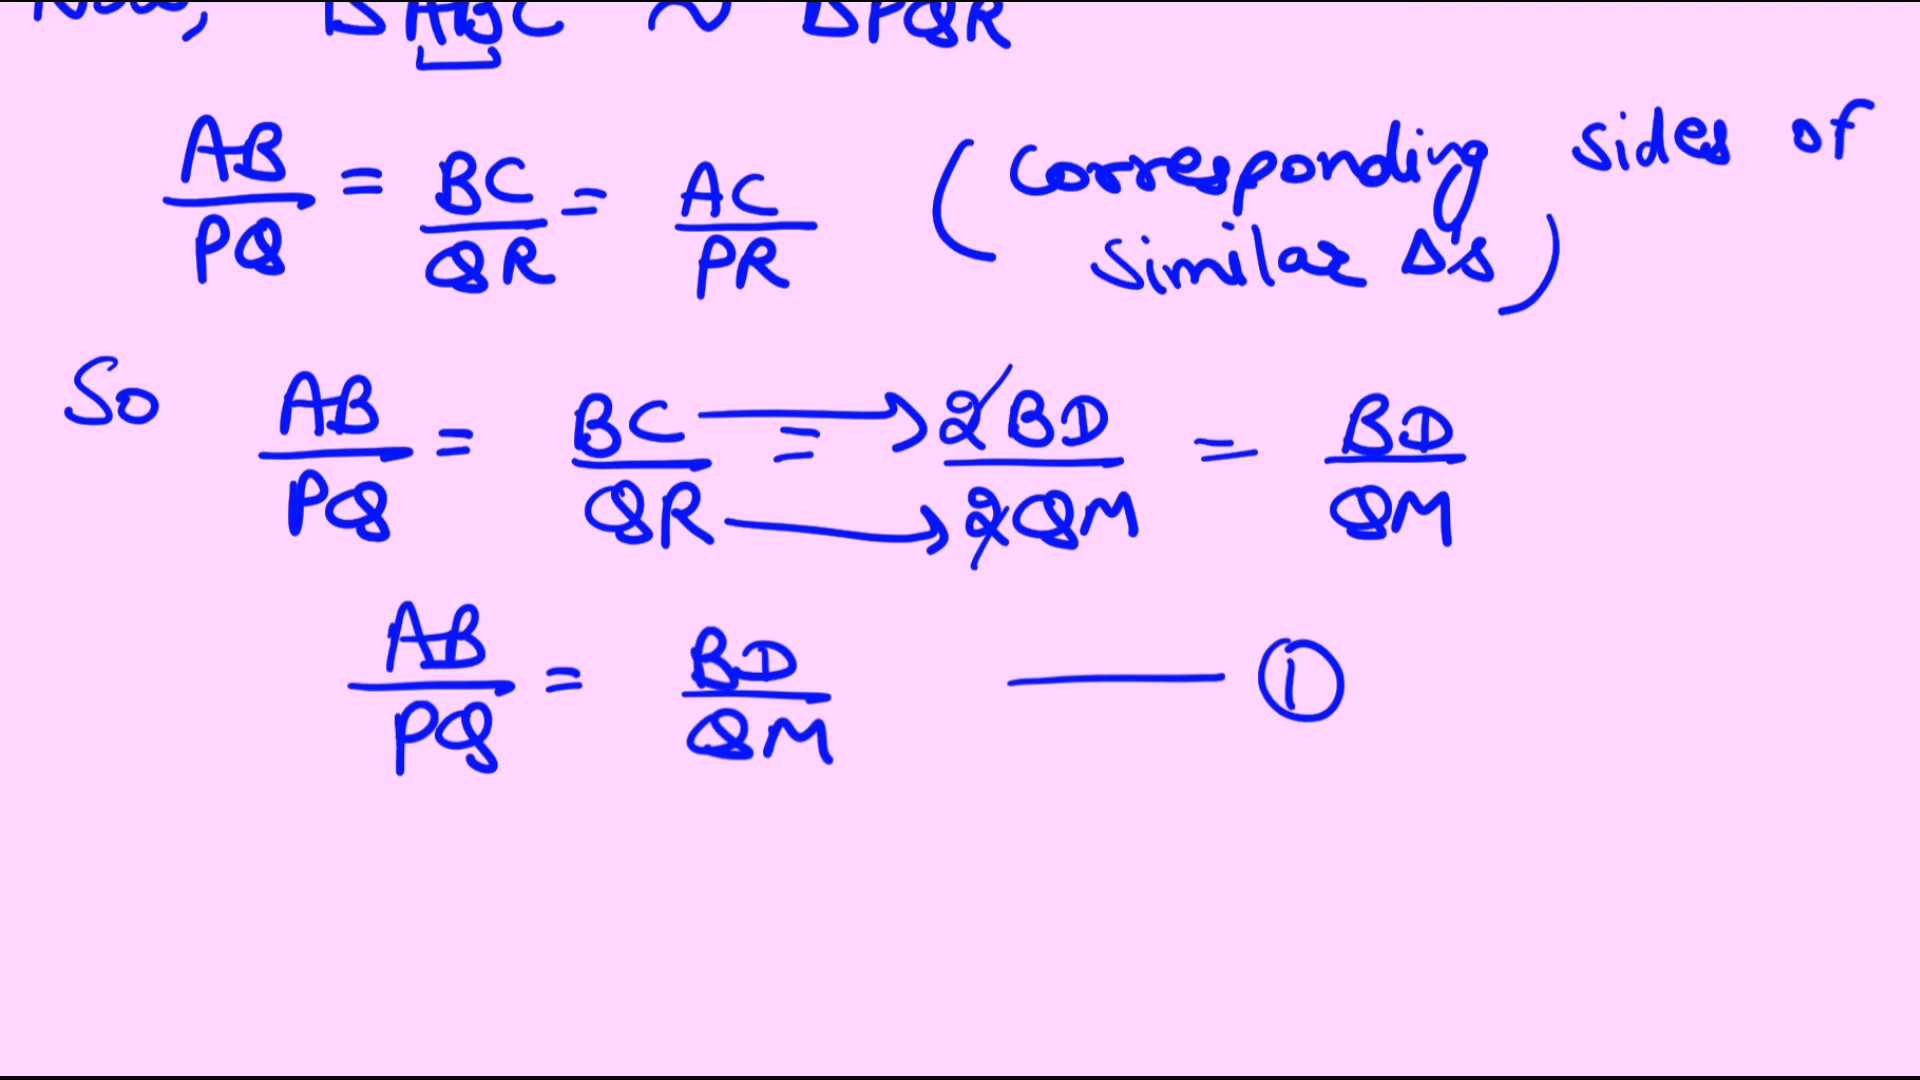 Now, ΔABC ~ ΔPQR
AB/PQ = BC/QR = AC/PR (corresponding sides of
similar Δs)
So AB/PQ = BC/QR = 2BD/2QM = BD/QM
AB/PQ = BD/QM —— ①